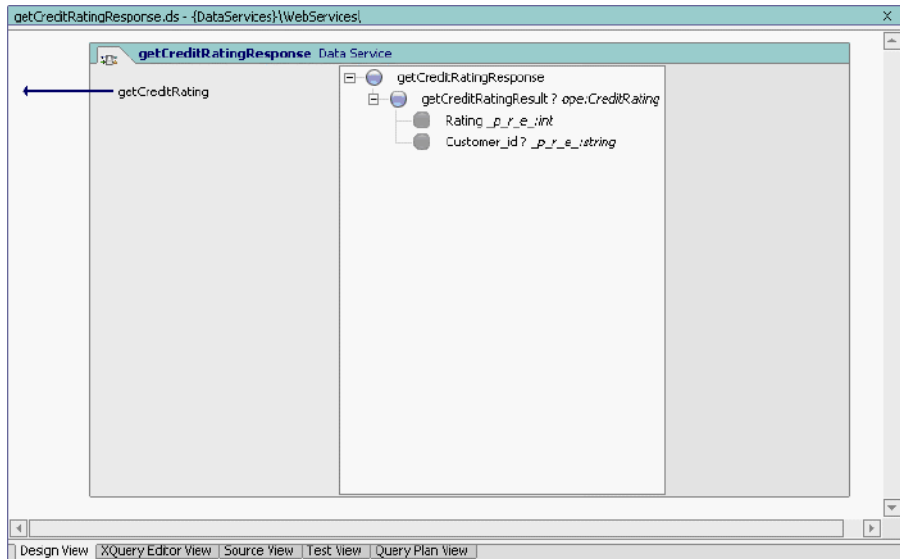 getCreditRatingResponse.ds - {DataServices}\WebServices\
getCreditRatingResponse Data Service
getCreditRating
getCreditRatingResponse
getCreditRatingResult ? ope:CreditRating
Rating _p_r_e_:int
Customer_id ? _p_r_e_:string
Design View XQuery Editor View Source View Test View Query Plan View